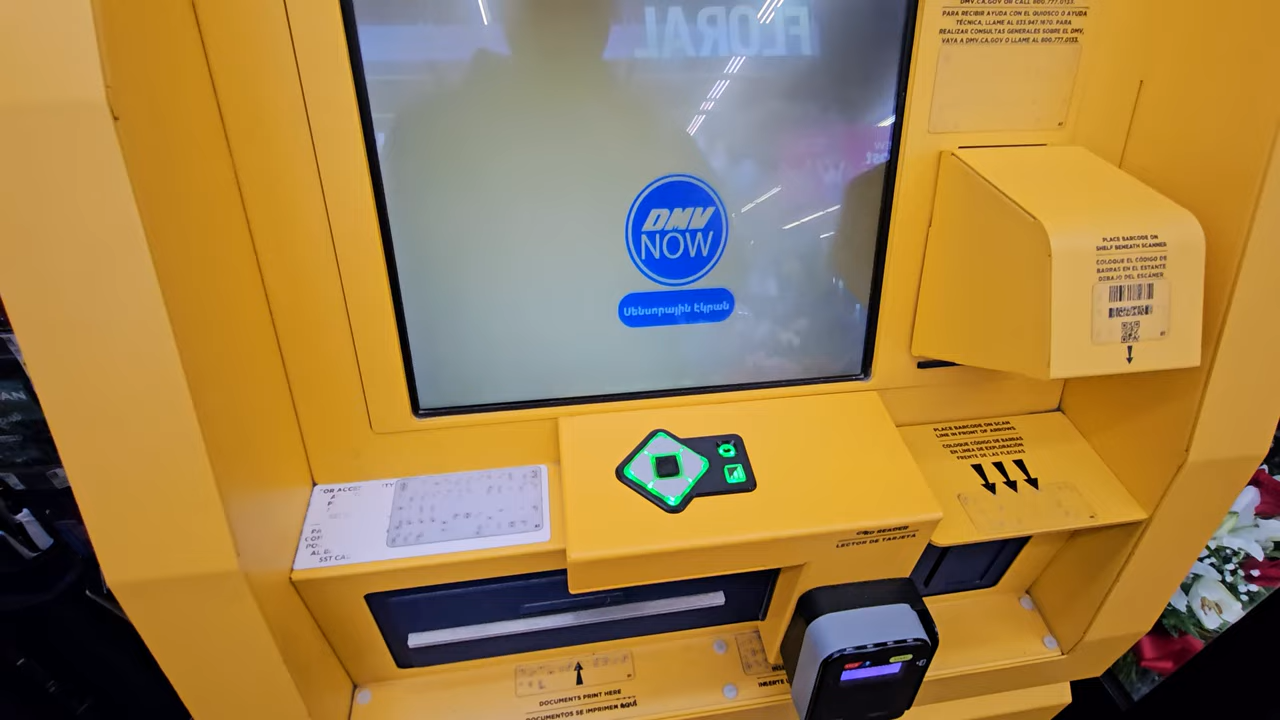 DMV.CA.GOV OR CALL 800.777.0133.
PARA RECIBIR AYUDA CON EL QUIOSCO O AYUDA
TÉCNICA, LLAME AL 833.947.1870. PARA
REALIZAR CONSULTAS GENERALES SOBRE EL DMV,
VAYA A DMV.CA.GOV O LLAME AL 800.777.0133.
FLORAL
DMV
NOW
Սենսորային էկրան
PLACE BARCODE ON
SHELF BENEATH SCANNER
COLOQUE EL CÓDIGO DE
BARRAS EN EL ESTANTE
DEBAJO DEL ESCÁNER
PLACE BARCODE ON SCAN
LINE IN FRONT OF ARROWS
COLOQUE CÓDIGO DE BARRAS
EN LÍNEA DE EXPLORACIÓN
FRENTE DE LAS FLECHAS
READER
LECTOR DE TARJETA
DOCUMENTS PRINT HERE
DOCUMENTOS SE IMPRIMEN AQUÍ